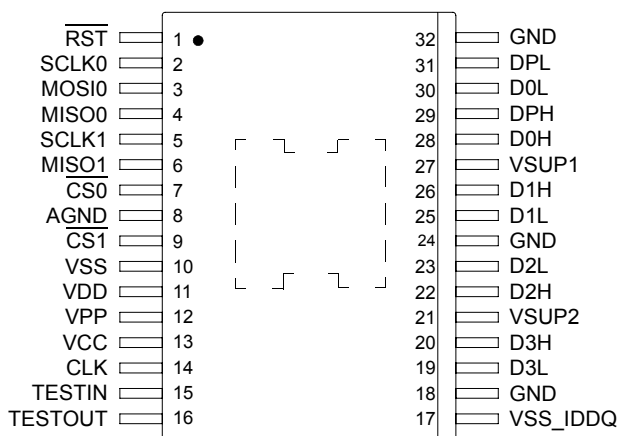 RST 1 32 GND
SCLK0 2 31 DPL
MOSI0 3 30 D0L
MISO0 4 29 DPH
SCLK1 5 28 D0H
MISO1 6 27 VSUP1
CS0 7 26 D1H
AGND 8 25 D1L
CS1 9 24 GND
VSS 10 23 D2L
VDD 11 22 D2H
VPP 12 21 VSUP2
VCC 13 20 D3H
CLK 14 19 D3L
TESTIN 15 18 GND
TESTOUT 16 17 VSS_IDDQ